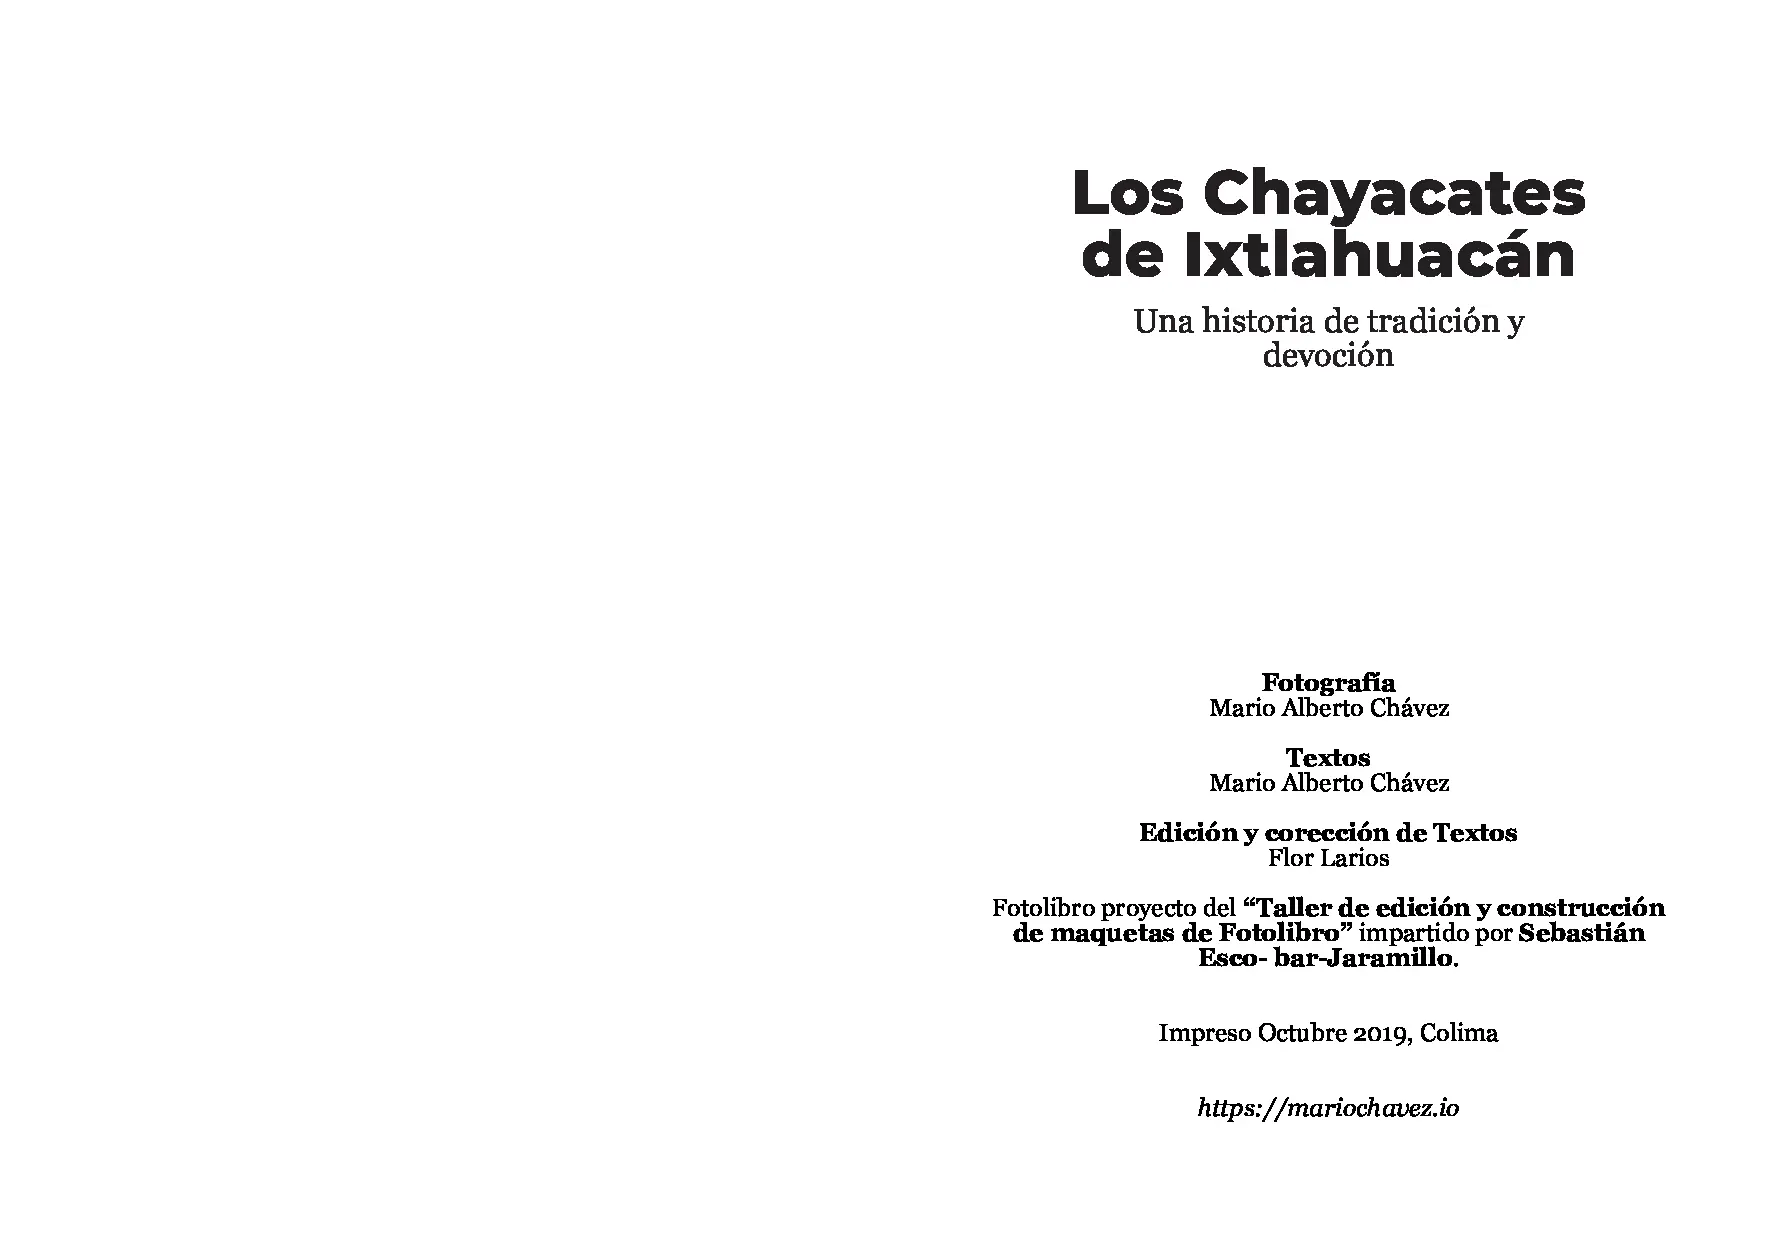 Los Chayacates
de Ixtlahuacán
Una historia de tradición y
devoción
Fotografía
Mario Alberto Chávez
Textos
Mario Alberto Chávez
Edición y corección de Textos
Flor Larios
Fotolibro proyecto del “Taller de edición y construcción
de maquetas de Fotolibro” impartido por Sebastián
Esco- bar-Jaramillo.
Impreso Octubre 2019, Colima
https://mariochavez.io